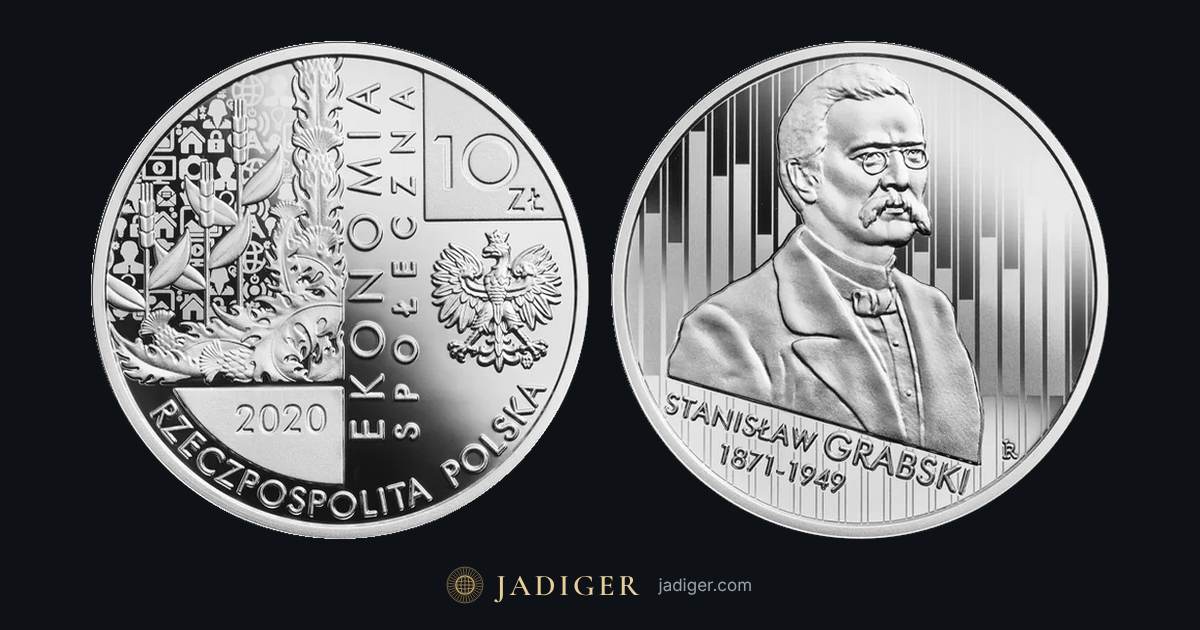 EKONOMIA
SPOŁECZNA
10
ZŁ
2020
RZECZPOSPOLITA POLSKA
STANISŁAW GRABSKI
1871-1949
JADIGER jadiger.com